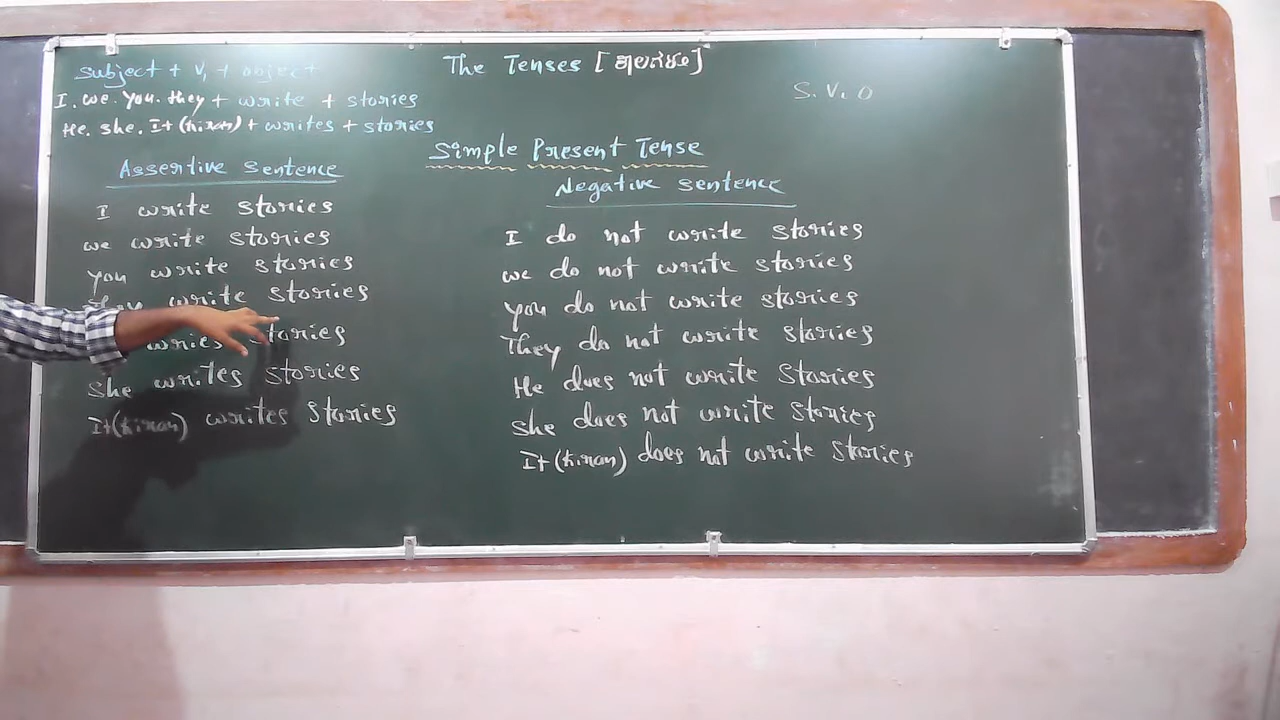 The Tenses [ಕಾಲಗಳು]
Subject + V1 + object
S. V. O
I. we. You. they + write + stories
He. she. It (kiran) + writes + stories
Simple Present Tense
Assertive Sentence
I write stories
we write stories
you write stories
They write stories
wries stories
She writes stories
It (kiran) writes stories
Negative sentence
I do not write stories
we do not write stories
you do not write stories
They do not write stories
He does not write stories
she does not write stories
It (kiran) does not write stories